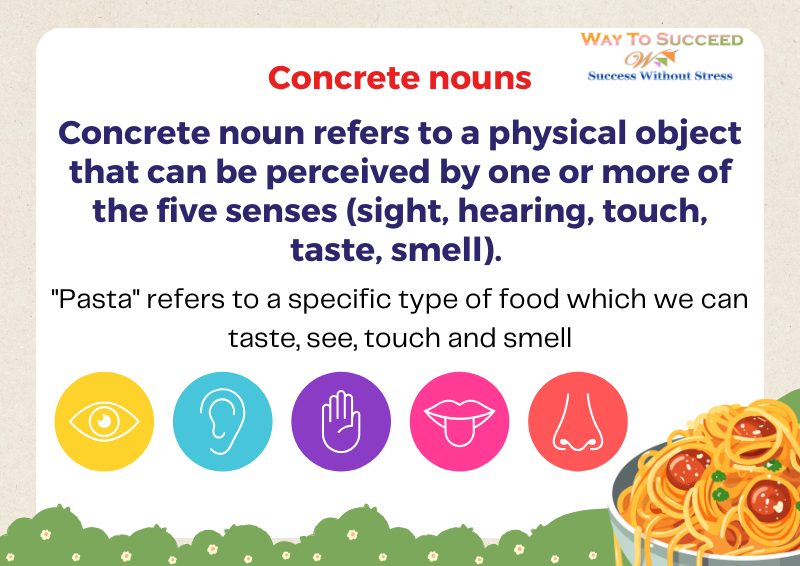 WAY TO SUCCEED
Success Without Stress
Concrete nouns
Concrete noun refers to a physical object
that can be perceived by one or more of
the five senses (sight, hearing, touch,
taste, smell).
"Pasta" refers to a specific type of food which we can
taste, see, touch and smell